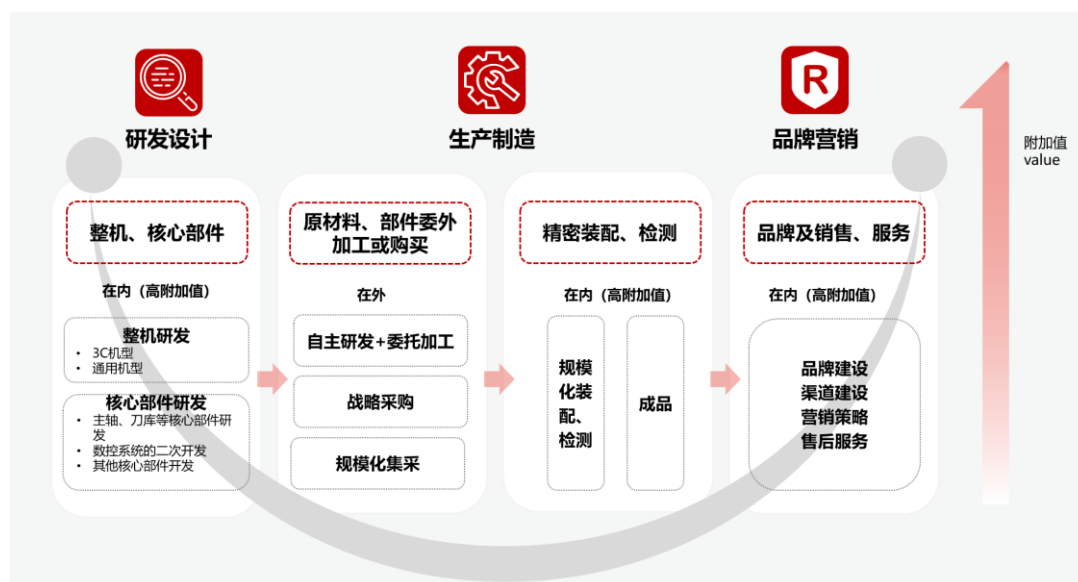 研发设计
生产制造
R
品牌营销
附加值
value
整机、核心部件
在内（高附加值）
整机研发
• 3C机型
• 通用机型
核心部件研发
• 主轴、刀库等核心部件研
发
• 数控系统的二次开发
• 其他核心部件开发
原材料、部件委外
加工或购买
在外
自主研发+委托加工
战略采购
规模化集采
精密装配、检测
在内（高附加值）
规模
化装
配、
检测
成品
品牌及销售、服务
在内（高附加值）
品牌建设
渠道建设
营销策略
售后服务